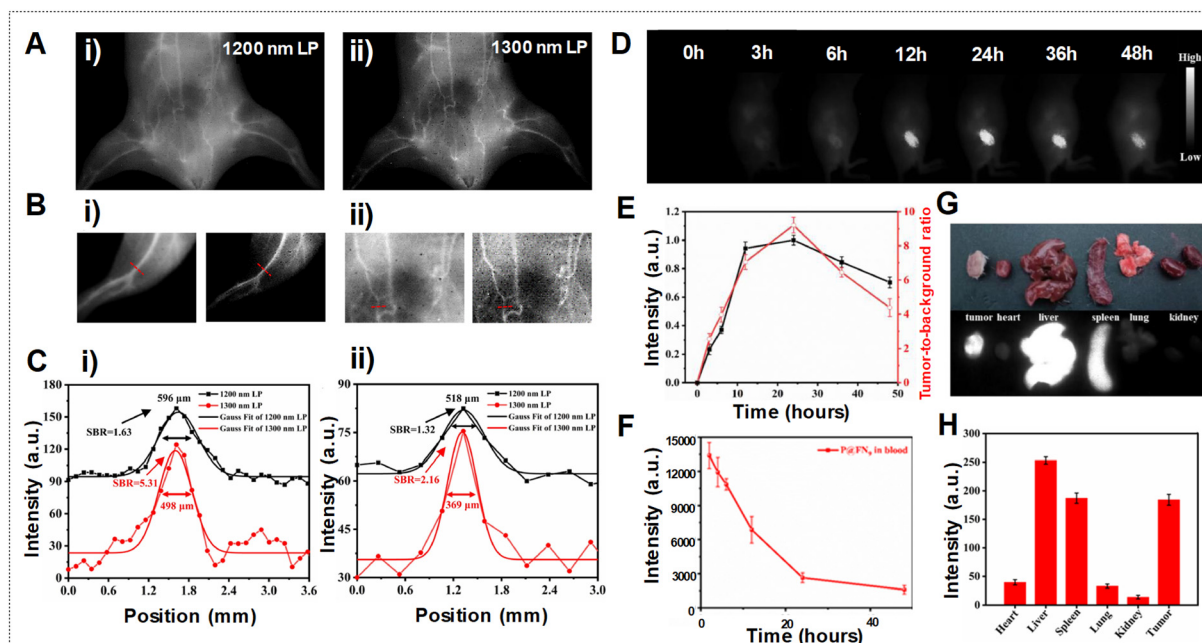 A
i)
1200 nm LP
ii)
1300 nm LP
B
i)
ii)
C
i)
180
150
120
90
60
30
0
Intensity (a.u.)
596 μm
SBR=1.63
1200 nm LP
1300 nm LP
Gauss Fit of 1200 nm LP
Gauss Fit of 1300 nm LP
SBR=5.31
498 μm
0.0 0.6 1.2 1.8 2.4 3.0 3.6
Position (mm)
ii)
90
75
60
45
30
Intensity (a.u.)
518 μm
SBR=1.32
1200 nm LP
1300 nm LP
Gauss Fit of 1200 nm LP
Gauss Fit of 1300 nm LP
SBR=2.16
369 μm
0.0 0.6 1.2 1.8 2.4 3.0
Position (mm)
D
0h 3h 6h 12h 24h 36h 48h
High
Low
E
1.2
1.0
0.8
0.6
0.4
0.2
0.0
Intensity (a.u.)
10
8
6
4
2
0
Tumor-to-background ratio
0 10 20 30 40 50
Time (hours)
F
15000
12000
9000
6000
3000
0
Intensity (a.u.)
P@FN₉ in blood
0 20 40
Time (hours)
G
tumor heart liver spleen lung kidney
H
300
250
200
150
100
50
0
Intensity (a.u.)
Heart Liver Spleen Lung Kidney Tumor